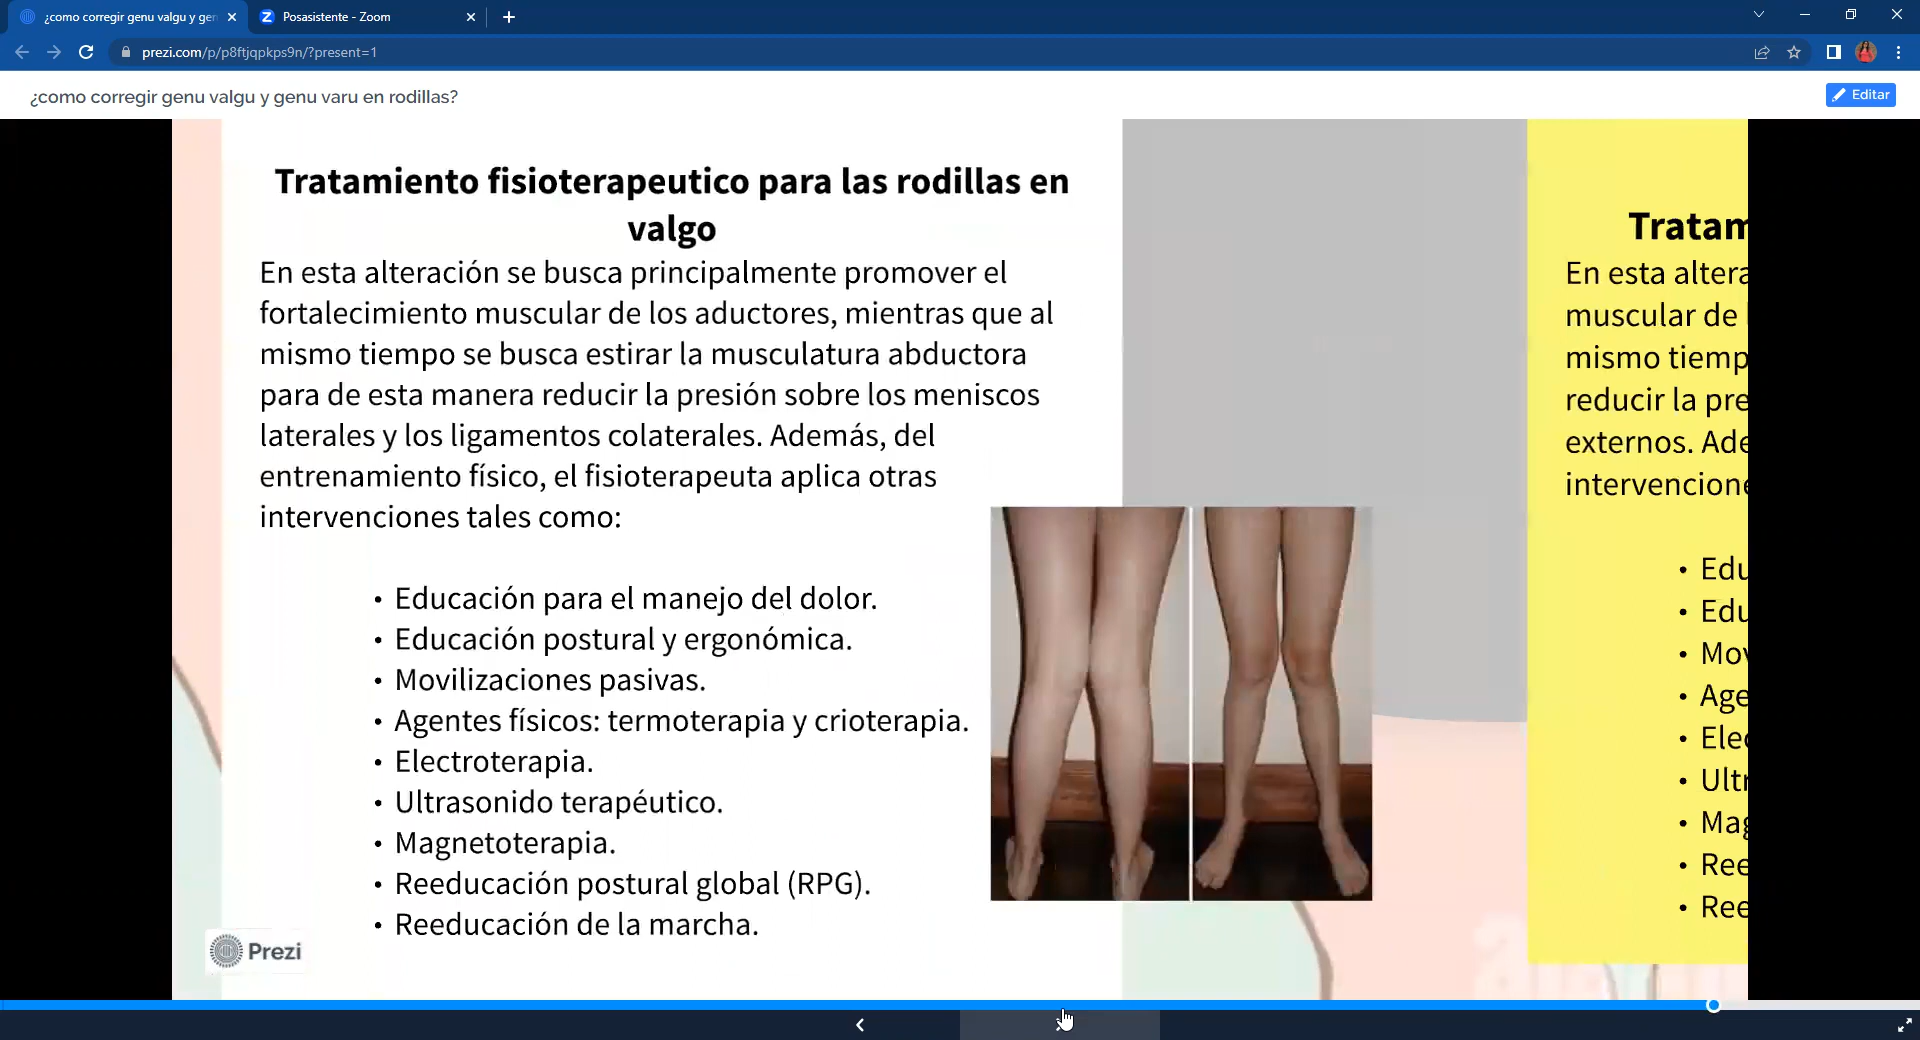 ¿como corregir genu valgu y gen
Posasistente - Zoom
prezi.com/p/p8ftjqpkps9n/?present=1
¿como corregir genu valgu y genu varu en rodillas?
Editar
Tratamiento fisioterapeutico para las rodillas en
valgo
En esta alteración se busca principalmente promover el
fortalecimiento muscular de los aductores, mientras que al
mismo tiempo se busca estirar la musculatura abductora
para de esta manera reducir la presión sobre los meniscos
laterales y los ligamentos colaterales. Además, del
entrenamiento físico, el fisioterapeuta aplica otras
intervenciones tales como:
• Educación para el manejo del dolor.
• Educación postural y ergonómica.
• Movilizaciones pasivas.
• Agentes físicos: termoterapia y crioterapia.
• Electroterapia.
• Ultrasonido terapéutico.
• Magnetoterapia.
• Reeducación postural global (RPG).
• Reeducación de la marcha.
Prezi
Tratam
En esta altera
muscular de
mismo tiemp
reducir la pre
externos. Ade
intervencione
• Edu
• Edu
• Mov
• Age
• Elec
• Ultr
• Mag
• Ree
• Ree